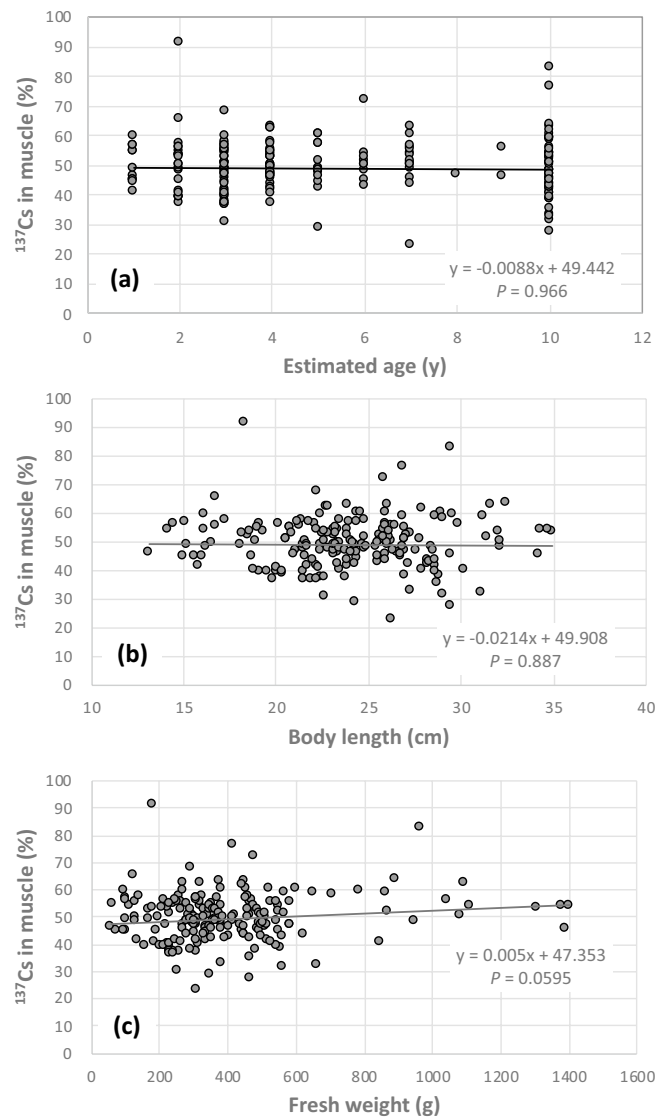 100
90
80
70
60
50
40
30
20
10
0
¹³⁷Cs in muscle (%)
(a)
y = -0.0088x + 49.442
P = 0.966
0 2 4 6 8 10 12
Estimated age (y)
100
90
80
70
60
50
40
30
20
10
0
¹³⁷Cs in muscle (%)
(b)
y = -0.0214x + 49.908
P = 0.887
10 15 20 25 30 35 40
Body length (cm)
100
90
80
70
60
50
40
30
20
10
0
¹³⁷Cs in muscle (%)
(c)
y = 0.005x + 47.353
P = 0.0595
0 200 400 600 800 1000 1200 1400 1600
Fresh weight (g)